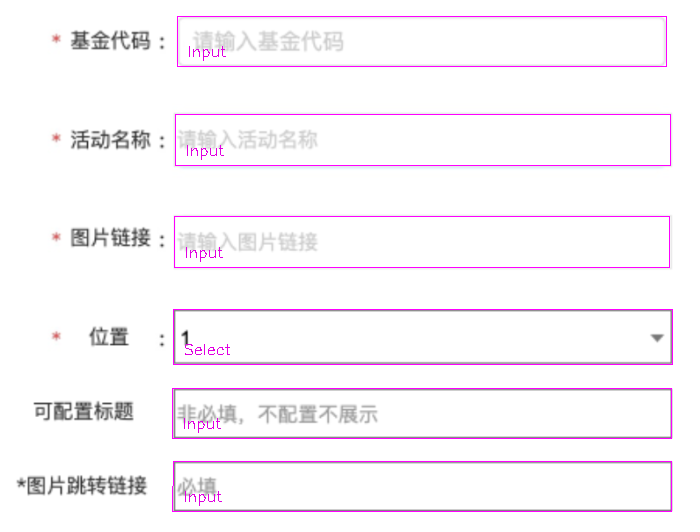 * 基金代码： 请输入基金代码
Input
* 活动名称： 请输入活动名称
Input
* 图片链接： 请输入图片链接
Input
* 位置 ： 1
Select
可配置标题 非必填，不配置不展示
Input
*图片跳转链接 必填
Input